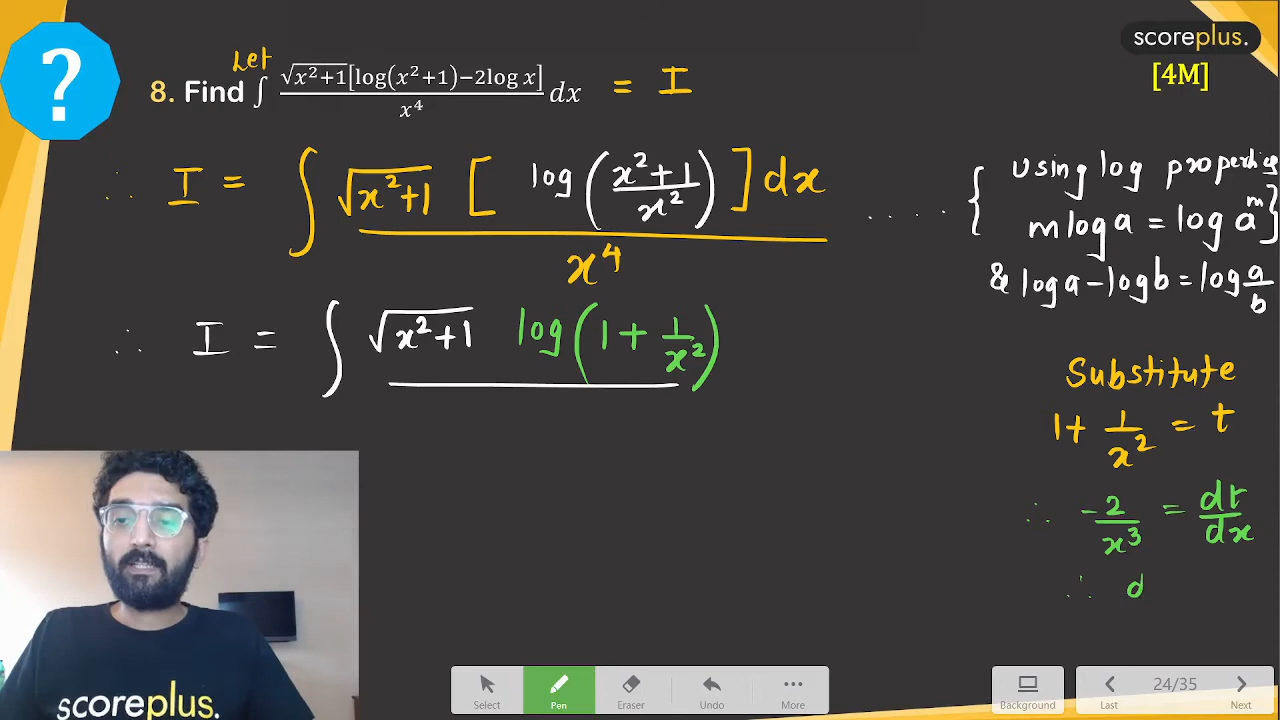 ?
scoreplus.
[4M]
Let
8. Find ∫ √x²+1[log(x²+1)−2log x] / x⁴ dx = I
∴ I = ∫ √x²+1 [ log(x²+1 / x²) ] dx / x⁴ ..... { using log properties
m log a = log aᵐ }
& log a − log b = log a/b
∴ I = ∫ √x²+1 log(1 + 1/x²)
Substitute
1 + 1/x² = t
∴ −2/x³ = dt/dx
∴ d
scoreplus.
Select
Pen
Eraser
Undo
More
Background
Last
24/35
Next